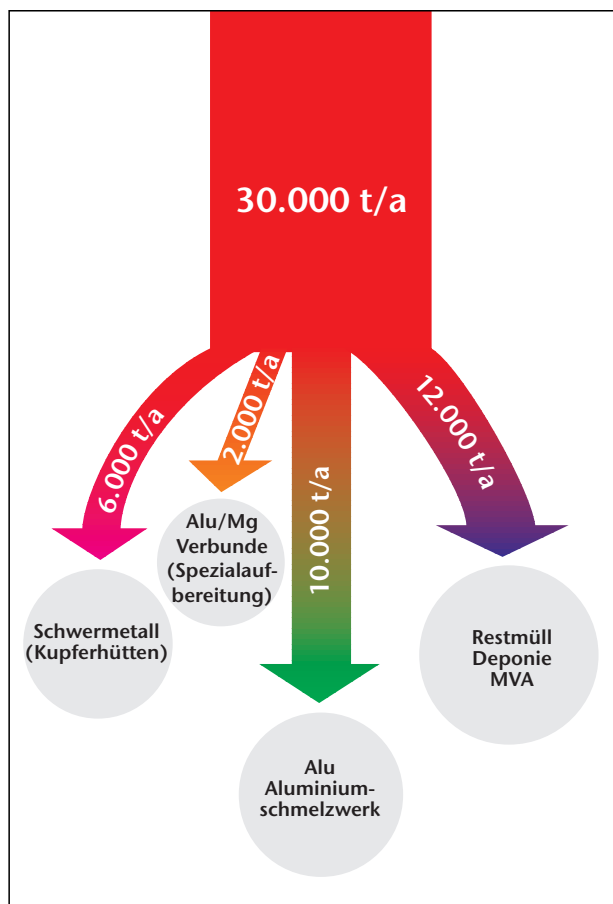 30.000 t/a
6.000 t/a
2.000 t/a
10.000 t/a
12.000 t/a
Schwermetall
(Kupferhütten)
Alu/Mg
Verbunde
(Spezialauf-
bereitung)
Alu
Aluminium-
schmelzwerk
Restmüll
Deponie
MVA